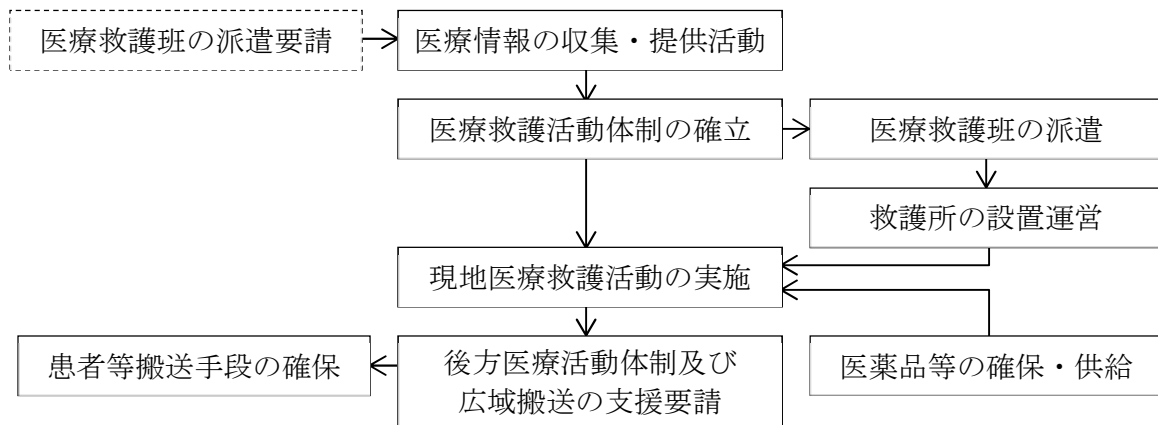 医療救護班の派遣要請
医療情報の収集・提供活動
医療救護活動体制の確立
医療救護班の派遣
救護所の設置運営
現地医療救護活動の実施
患者等搬送手段の確保
後方医療活動体制及び
広域搬送の支援要請
医薬品等の確保・供給